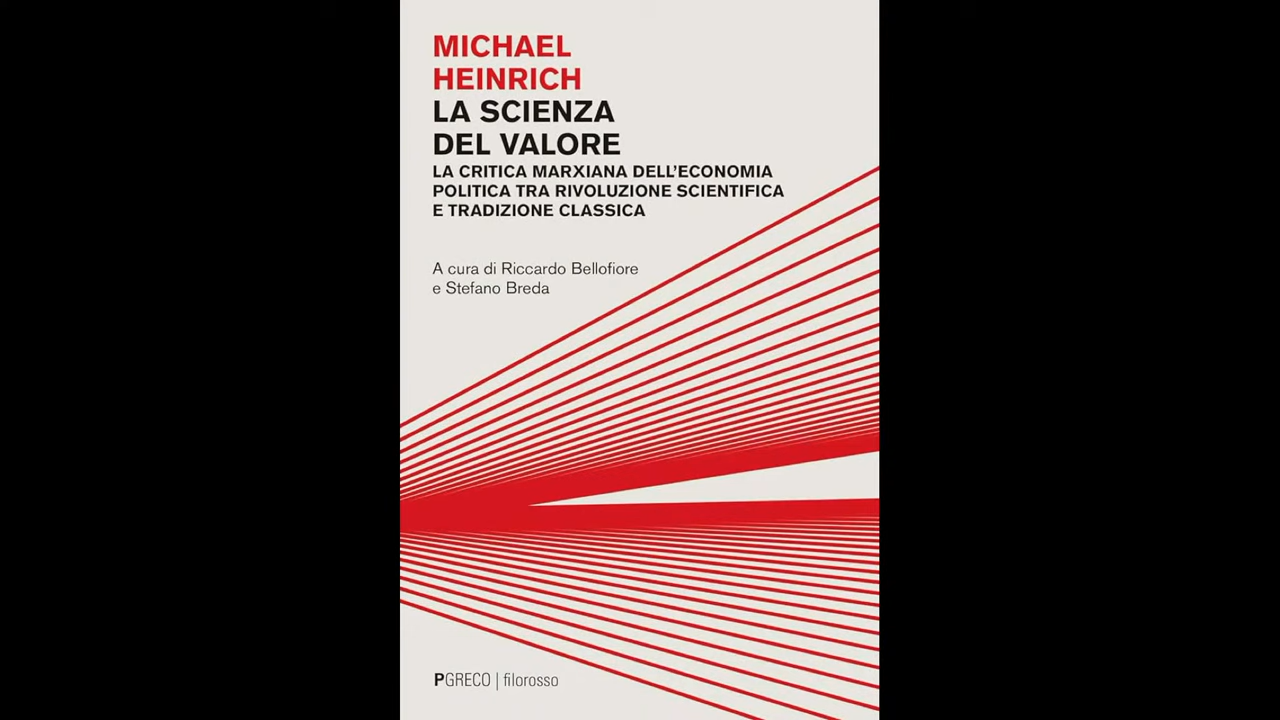 MICHAEL
HEINRICH
LA SCIENZA
DEL VALORE
LA CRITICA MARXIANA DELL'ECONOMIA
POLITICA TRA RIVOLUZIONE SCIENTIFICA
E TRADIZIONE CLASSICA
A cura di Riccardo Bellofiore
e Stefano Breda
PGRECO | filorosso